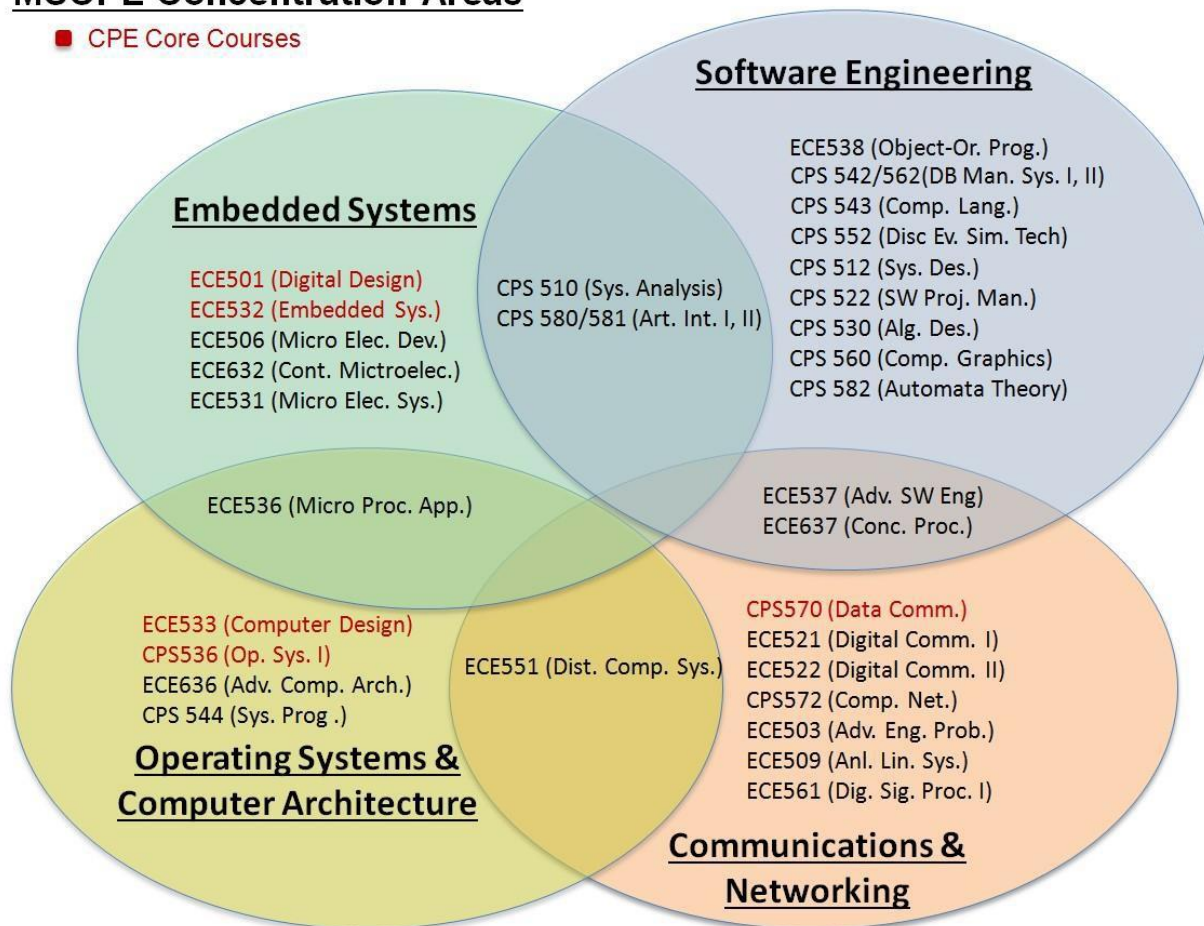 MSCPE Concentration Areas
CPE Core Courses
Software Engineering
ECE538 (Object-Or. Prog.)
CPS 542/562(DB Man. Sys. I, II)
CPS 543 (Comp. Lang.)
CPS 552 (Disc Ev. Sim. Tech)
CPS 512 (Sys. Des.)
CPS 522 (SW Proj. Man.)
CPS 530 (Alg. Des.)
CPS 560 (Comp. Graphics)
CPS 582 (Automata Theory)
Embedded Systems
ECE501 (Digital Design)
ECE532 (Embedded Sys.)
ECE506 (Micro Elec. Dev.)
ECE632 (Cont. Mictroelec.)
ECE531 (Micro Elec. Sys.)
CPS 510 (Sys. Analysis)
CPS 580/581 (Art. Int. I, II)
ECE536 (Micro Proc. App.)
ECE537 (Adv. SW Eng)
ECE637 (Conc. Proc.)
ECE533 (Computer Design)
CPS536 (Op. Sys. I)
ECE636 (Adv. Comp. Arch.)
CPS 544 (Sys. Prog .)
Operating Systems &
Computer Architecture
ECE551 (Dist. Comp. Sys.)
CPS570 (Data Comm.)
ECE521 (Digital Comm. I)
ECE522 (Digital Comm. II)
CPS572 (Comp. Net.)
ECE503 (Adv. Eng. Prob.)
ECE509 (Anl. Lin. Sys.)
ECE561 (Dig. Sig. Proc. I)
Communications &
Networking